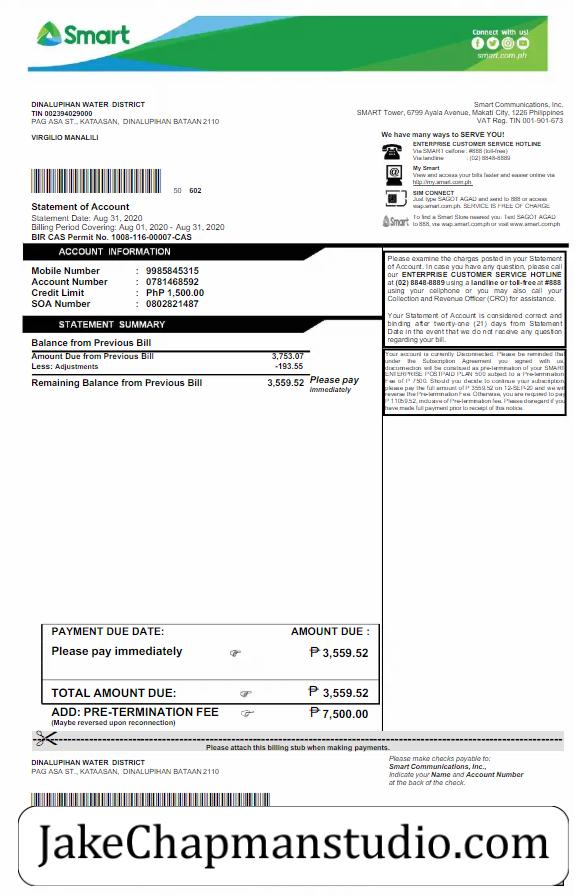 Smart
Connect with us!
smart.com.ph
DINALUPIHAN WATER DISTRICT
TIN 002394029000
PAG ASA ST., KATAASAN, DINALUPIHAN BATAAN 2110
VIRGILIO MANALILI
Smart Communications, Inc.
SMART Tower, 6799 Ayala Avenue, Makati City, 1226 Philippines
VAT Reg. TIN 001-901-673
We have many ways to SERVE YOU!
ENTERPRISE CUSTOMER SERVICE HOTLINE
Via SMART celfone: #888 (toll-free)
Via landline : (02) 8848-8889
My Smart
View and access your bills faster and easier online via
http://my.smart.com.ph
SIM CONNECT
Just type SAGOT AGAD and send to 888 or access
wap.smart.com.ph. SERVICE IS FREE OF CHARGE
Smart
To find a Smart Store nearest you: Text SAGOT AGAD
to 888, via wap.smart.com.ph or visit www.smart.com.ph
50 602
Statement of Account
Statement Date: Aug 31, 2020
Billing Period Covering: Aug 01, 2020 - Aug 31, 2020
BIR CAS Permit No. 1008-116-00007-CAS
ACCOUNT INFORMATION
Mobile Number : 9985845315
Account Number : 0781468592
Credit Limit : PhP 1,500.00
SOA Number : 0802821487
STATEMENT SUMMARY
Balance from Previous Bill
Amount Due from Previous Bill 3,753.07
Less: Adjustments -193.55
Remaining Balance from Previous Bill 3,559.52 Please pay
immediately
Please examine the charges posted in your Statement
of Account. In case you have any question, please call
our ENTERPRISE CUSTOMER SERVICE HOTLINE
at (02) 8848-8889 using a landline or toll-free at #888
using your cellphone or you may also call your
Collection and Revenue Officer (CRO) for assistance.
Your Statement of Account is considered correct and
binding after twenty-one (21) days from Statement
Date in the event that we do not receive any question
regarding your bill.
Your account is currently Disconnected. Please be reminded that
under the Subscription Agreement you signed with us,
disconnection will be construed as pre-termination of your SMART
ENTERPRISE POSTPAID PLAN 500 subject to a Pre-termination
Fee of P 7500. Should you decide to continue your subscription,
please pay the full amount of P 3559.52 on 12-SEP-20 and we will
reverse the Pre-termination Fee. Otherwise, you are required to pay
P 11059.52, inclusive of Pre-termination fee. Please disregard if you
have made full payment prior to receipt of this notice.
PAYMENT DUE DATE: AMOUNT DUE :
Please pay immediately ₱ 3,559.52
TOTAL AMOUNT DUE: ₱ 3,559.52
ADD: PRE-TERMINATION FEE ₱ 7,500.00
(Maybe reversed upon reconnection)
Please attach this billing stub when making payments.
DINALUPIHAN WATER DISTRICT
PAG ASA ST., KATAASAN, DINALUPIHAN BATAAN 2110
Please make checks payable to:
Smart Communications, Inc.,
Indicate your Name and Account Number
at the back of the check.
JakeChapmanstudio.com